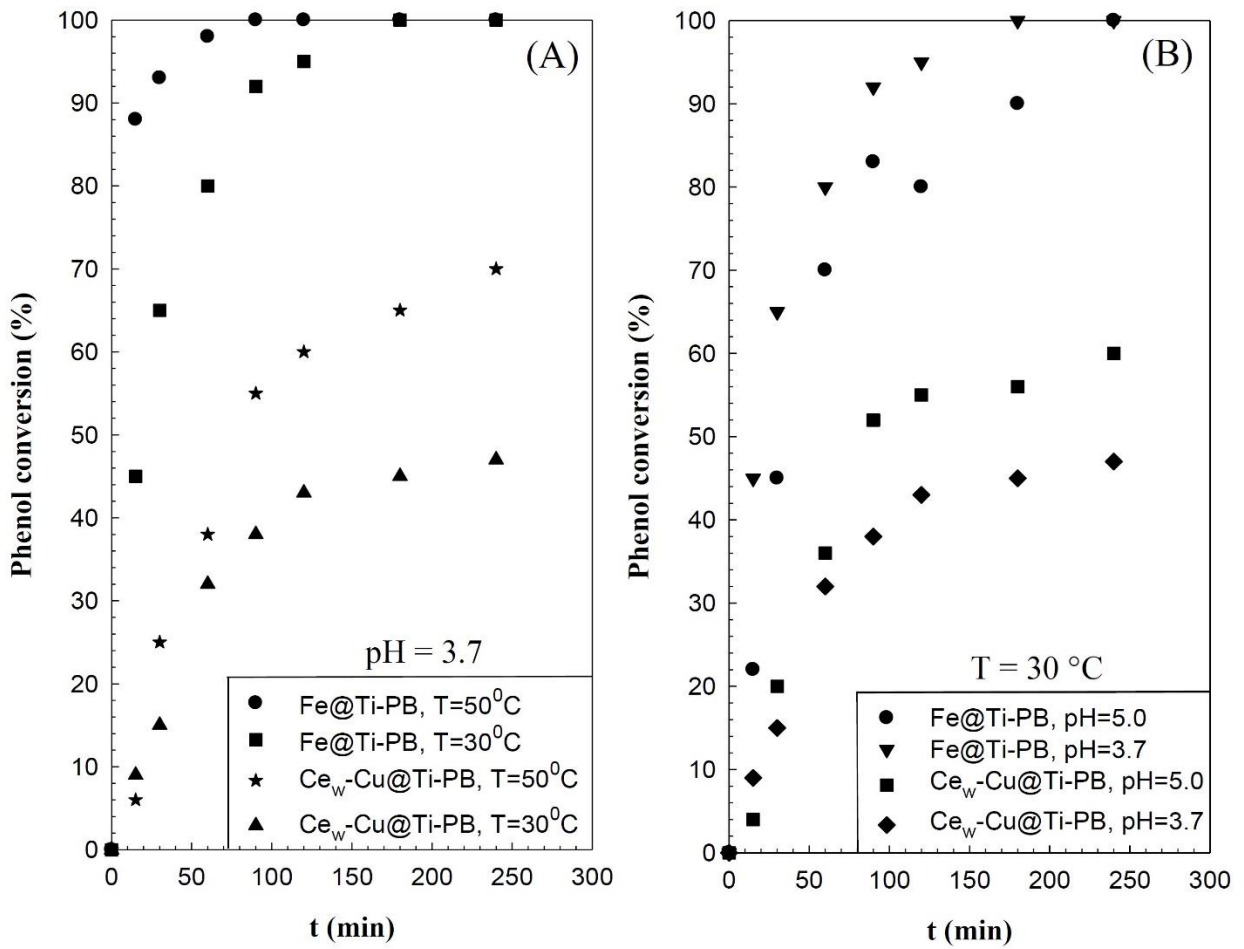 100
90
80
70
60
50
40
30
20
10
0
Phenol conversion (%)
(A)
pH = 3.7
Fe@Ti-PB, T=50⁰C
Fe@Ti-PB, T=30⁰C
Ce_w-Cu@Ti-PB, T=50⁰C
Ce_w-Cu@Ti-PB, T=30⁰C
0 50 100 150 200 250 300
t (min)
100
90
80
70
60
50
40
30
20
10
0
Phenol conversion (%)
(B)
T = 30 °C
Fe@Ti-PB, pH=5.0
Fe@Ti-PB, pH=3.7
Ce_w-Cu@Ti-PB, pH=5.0
Ce_w-Cu@Ti-PB, pH=3.7
0 50 100 150 200 250 300
t (min)